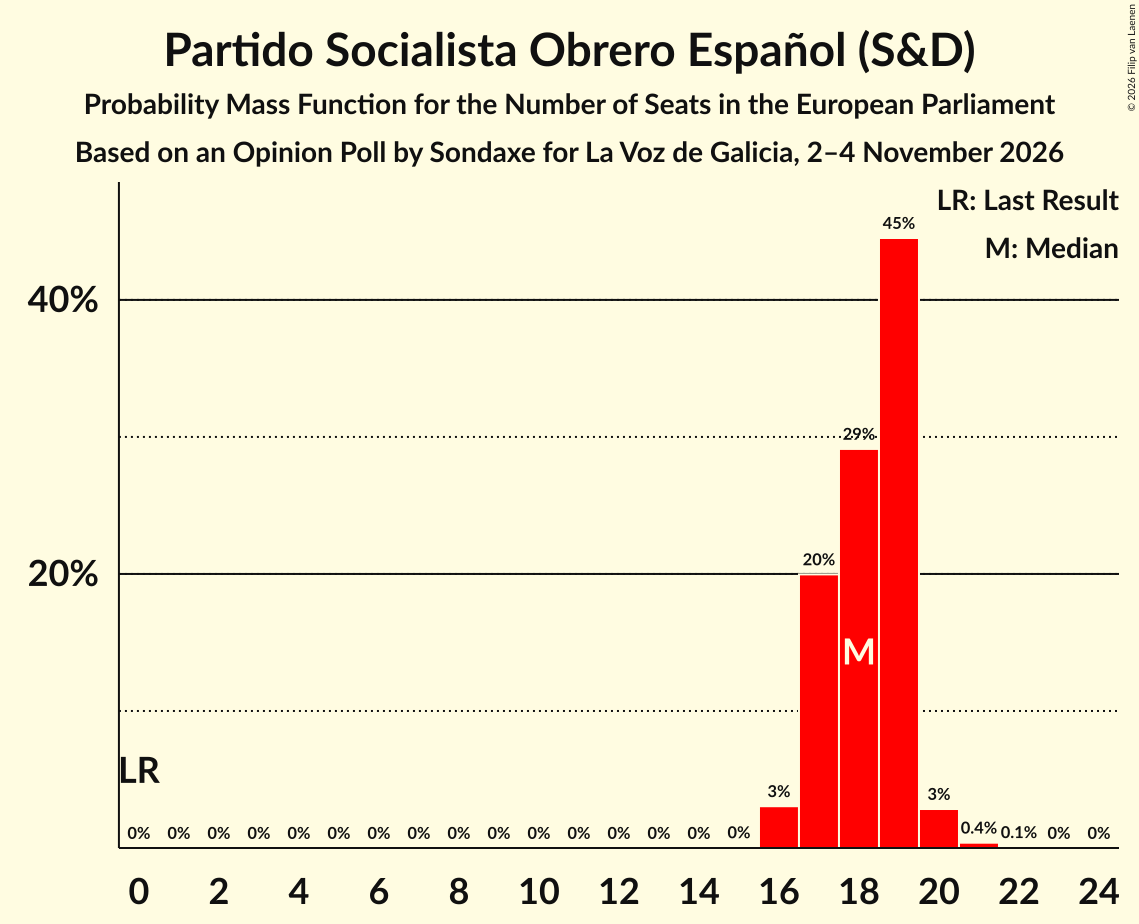 Partido Socialista Obrero Español (S&D)
Probability Mass Function for the Number of Seats in the European Parliament
Based on an Opinion Poll by Sondaxe for La Voz de Galicia, 2–4 November 2026
© 2026 Filip van Laenen
LR: Last Result
M: Median
45%
40%
29%
20%
20%
M
LR
3%
3%
0% 0% 0% 0% 0% 0% 0% 0% 0% 0% 0% 0% 0% 0% 0% 0% 0.4% 0.1% 0% 0%
0 2 4 6 8 10 12 14 16 18 20 22 24